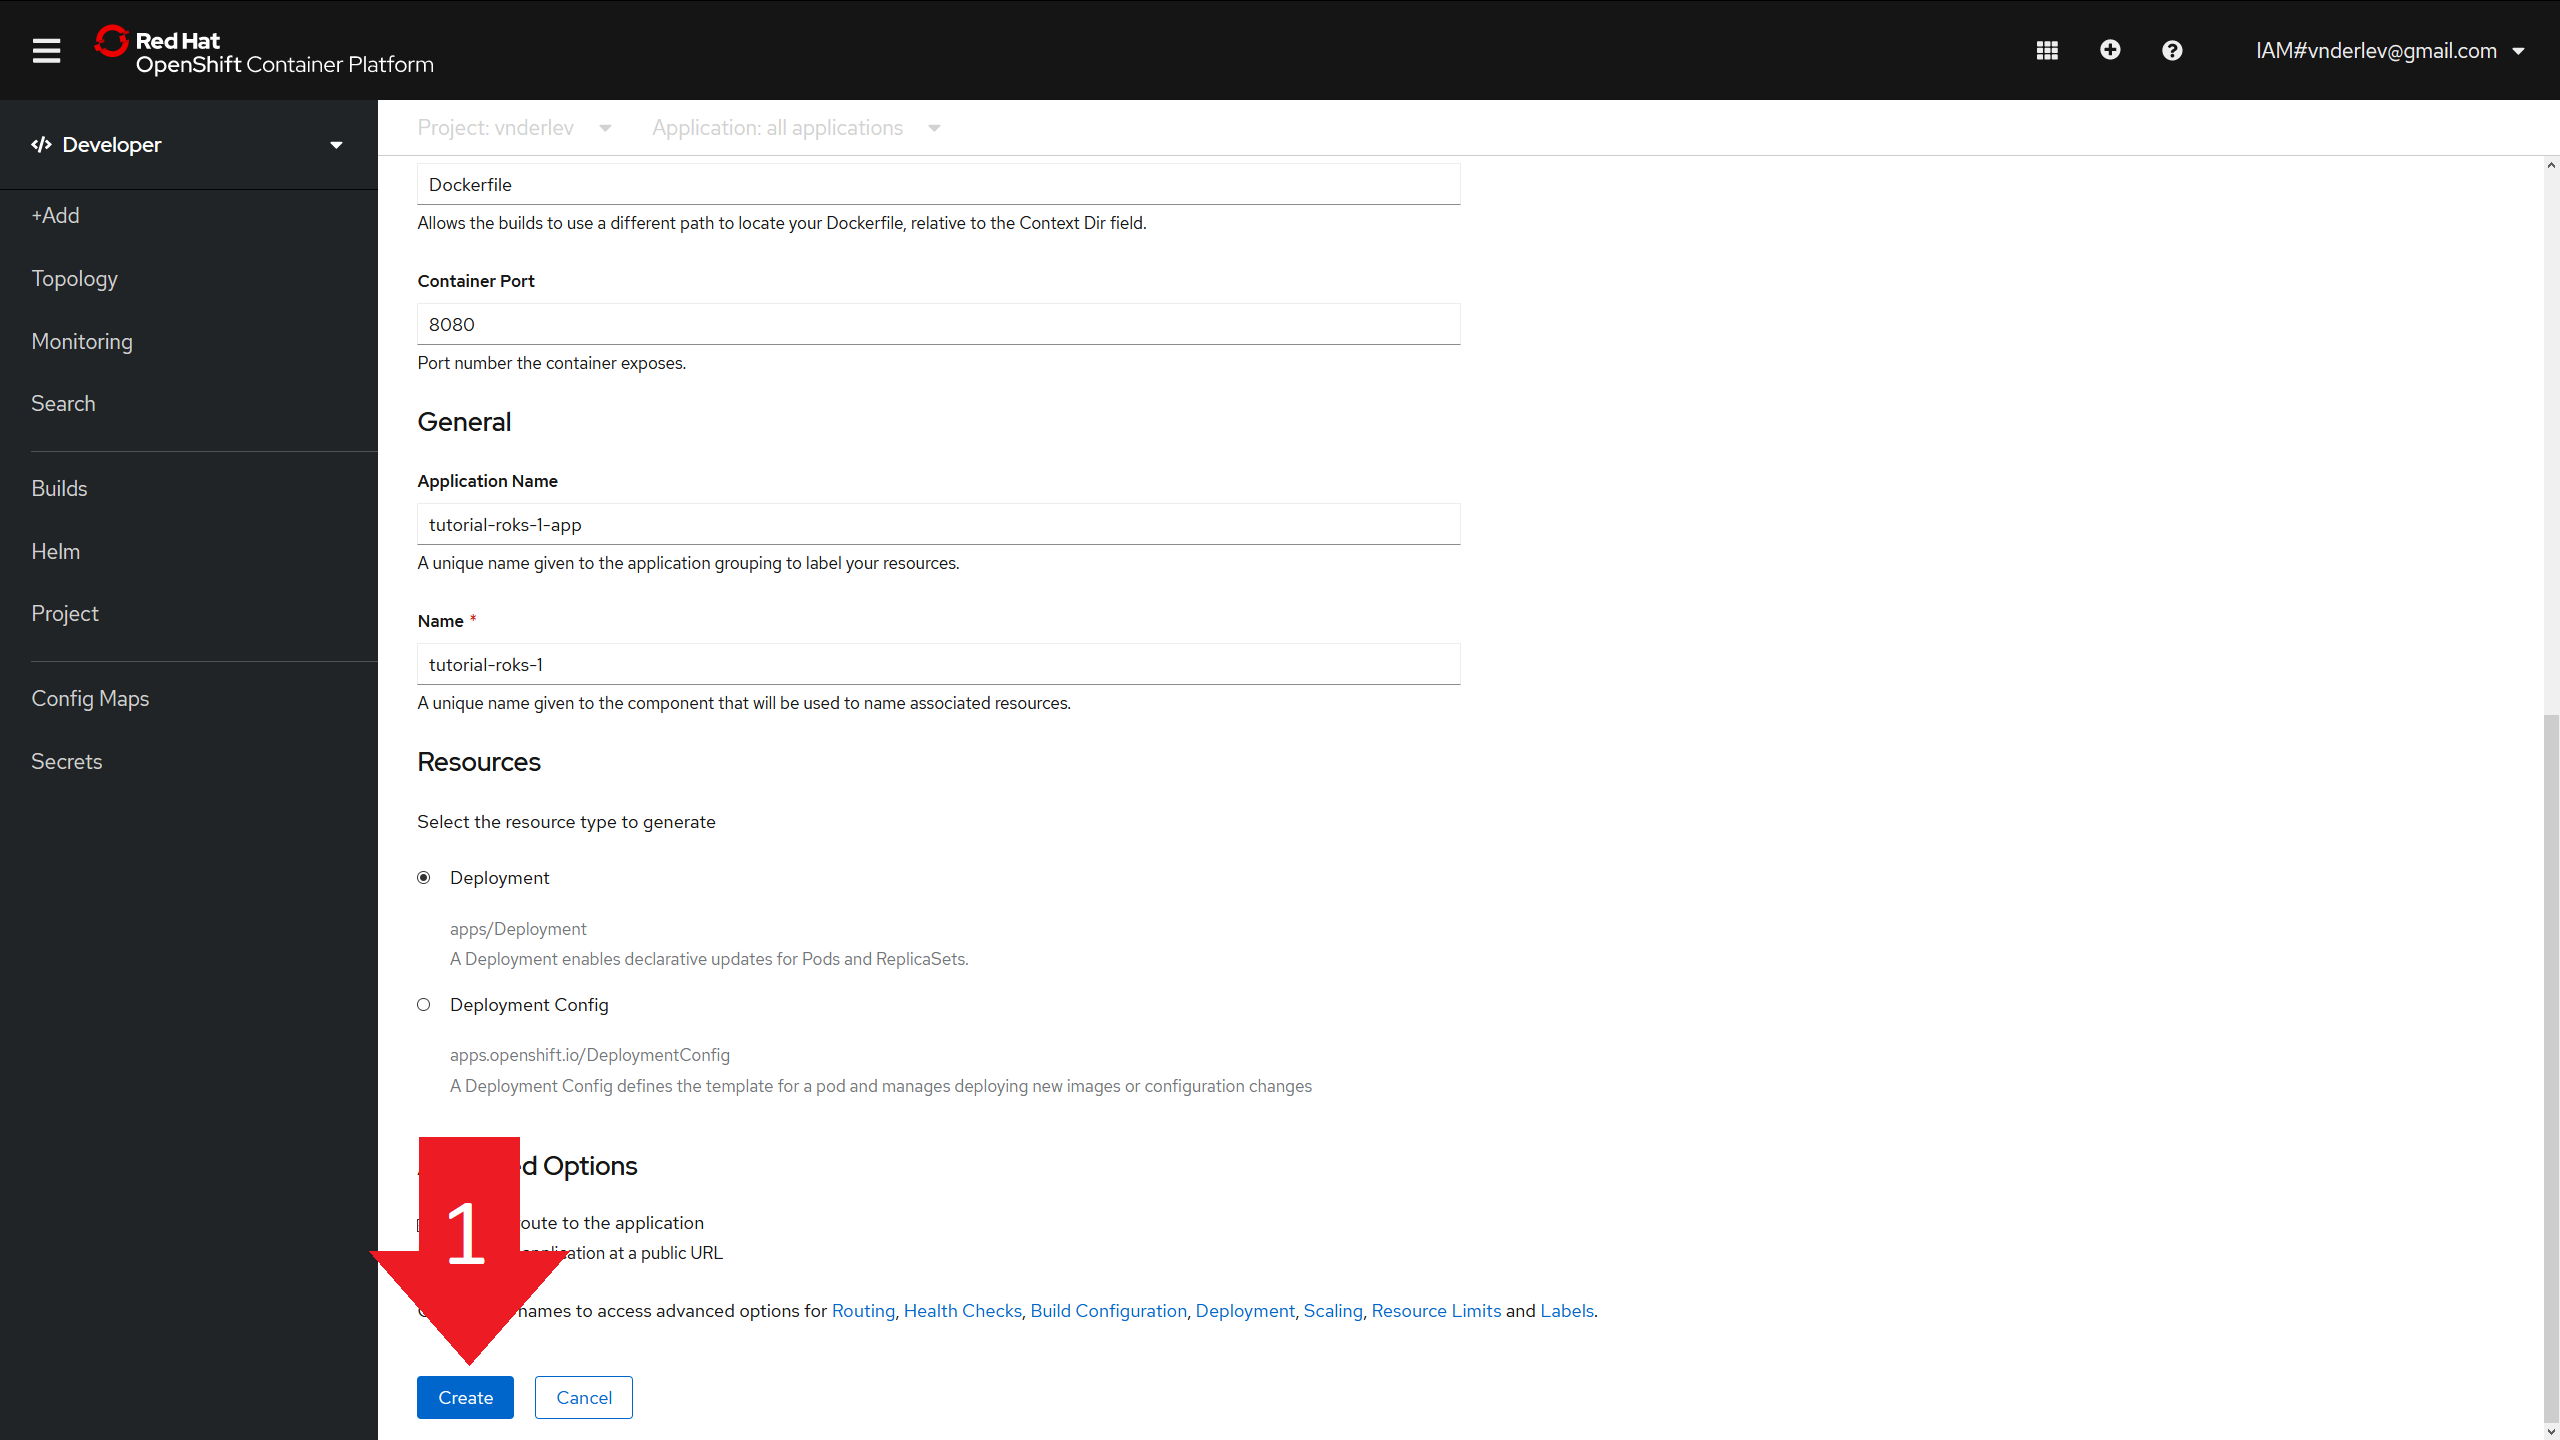 Red Hat
OpenShift Container Platform
IAM#vnderlev@gmail.com
Developer
+Add
Topology
Monitoring
Search
Builds
Helm
Project
Config Maps
Secrets
Project: vnderlev
Application: all applications
Dockerfile
Allows the builds to use a different path to locate your Dockerfile, relative to the Context Dir field.
Container Port
8080
Port number the container exposes.
General
Application Name
tutorial-roks-1-app
A unique name given to the application grouping to label your resources.
Name *
tutorial-roks-1
A unique name given to the component that will be used to name associated resources.
Resources
Select the resource type to generate
Deployment
apps/Deployment
A Deployment enables declarative updates for Pods and ReplicaSets.
Deployment Config
apps.openshift.io/DeploymentConfig
A Deployment Config defines the template for a pod and manages deploying new images or configuration changes
Options
1
to the application
at a public URL
names to access advanced options for Routing, Health Checks, Build Configuration, Deployment, Scaling, Resource Limits and Labels.
Create
Cancel